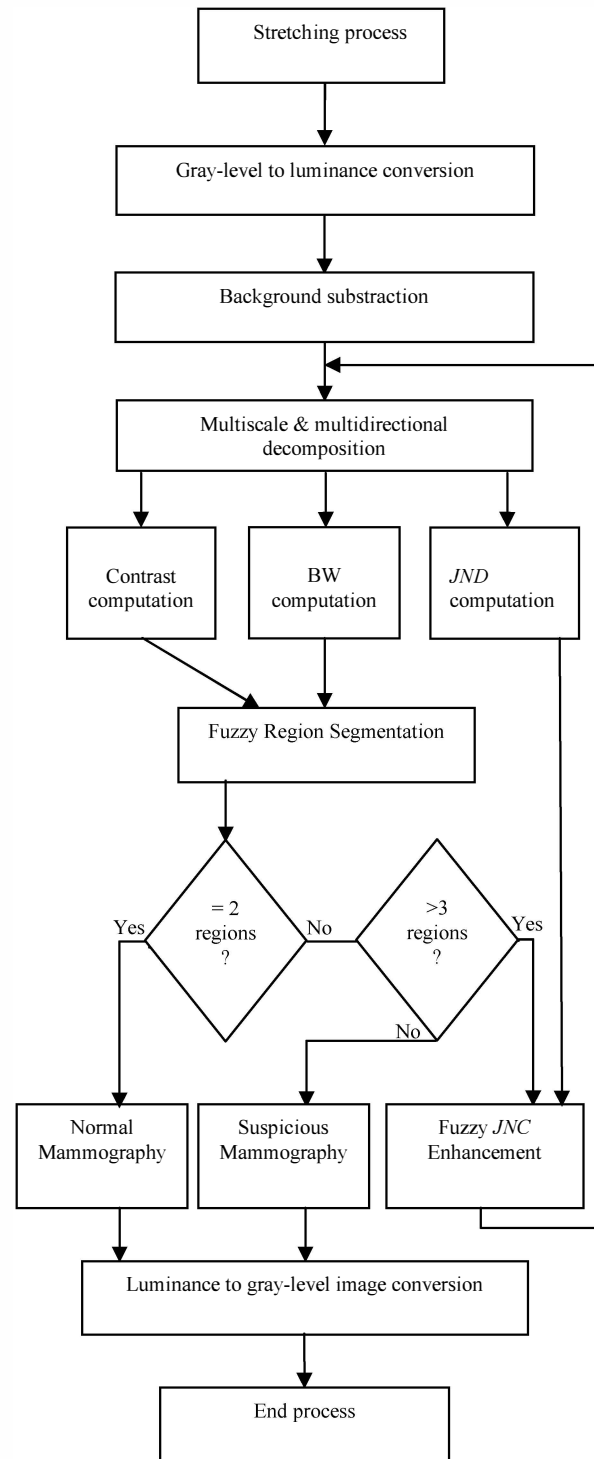 Stretching process
Gray-level to luminance conversion
Background substraction
Multiscale & multidirectional
decomposition
Contrast
computation
BW
computation
JND
computation
Fuzzy Region Segmentation
= 2
regions
?
Yes
No
>3
regions
?
Yes
No
Normal
Mammography
Suspicious
Mammography
Fuzzy JNC
Enhancement
Luminance to gray-level image conversion
End process